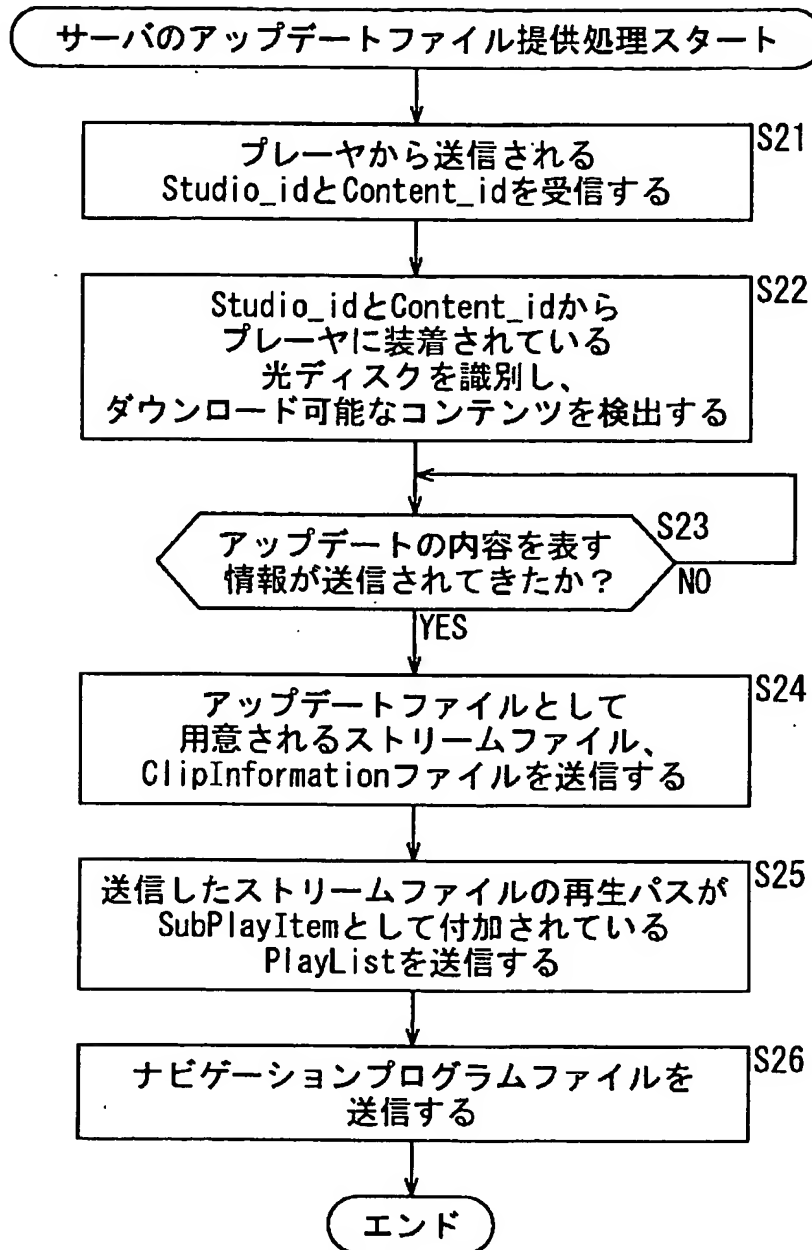 サーバのアップデートファイル提供処理スタート
S21
プレーヤから送信される
Studio_idとContent_idを受信する
S22
Studio_idとContent_idから
プレーヤに装着されている
光ディスクを識別し、
ダウンロード可能なコンテンツを検出する
S23
アップデートの内容を表す
情報が送信されてきたか?
NO
YES
S24
アップデートファイルとして
用意されるストリームファイル、
ClipInformationファイルを送信する
S25
送信したストリームファイルの再生パスが
SubPlayItemとして付加されている
PlayListを送信する
S26
ナビゲーションプログラムファイルを
送信する
エンド